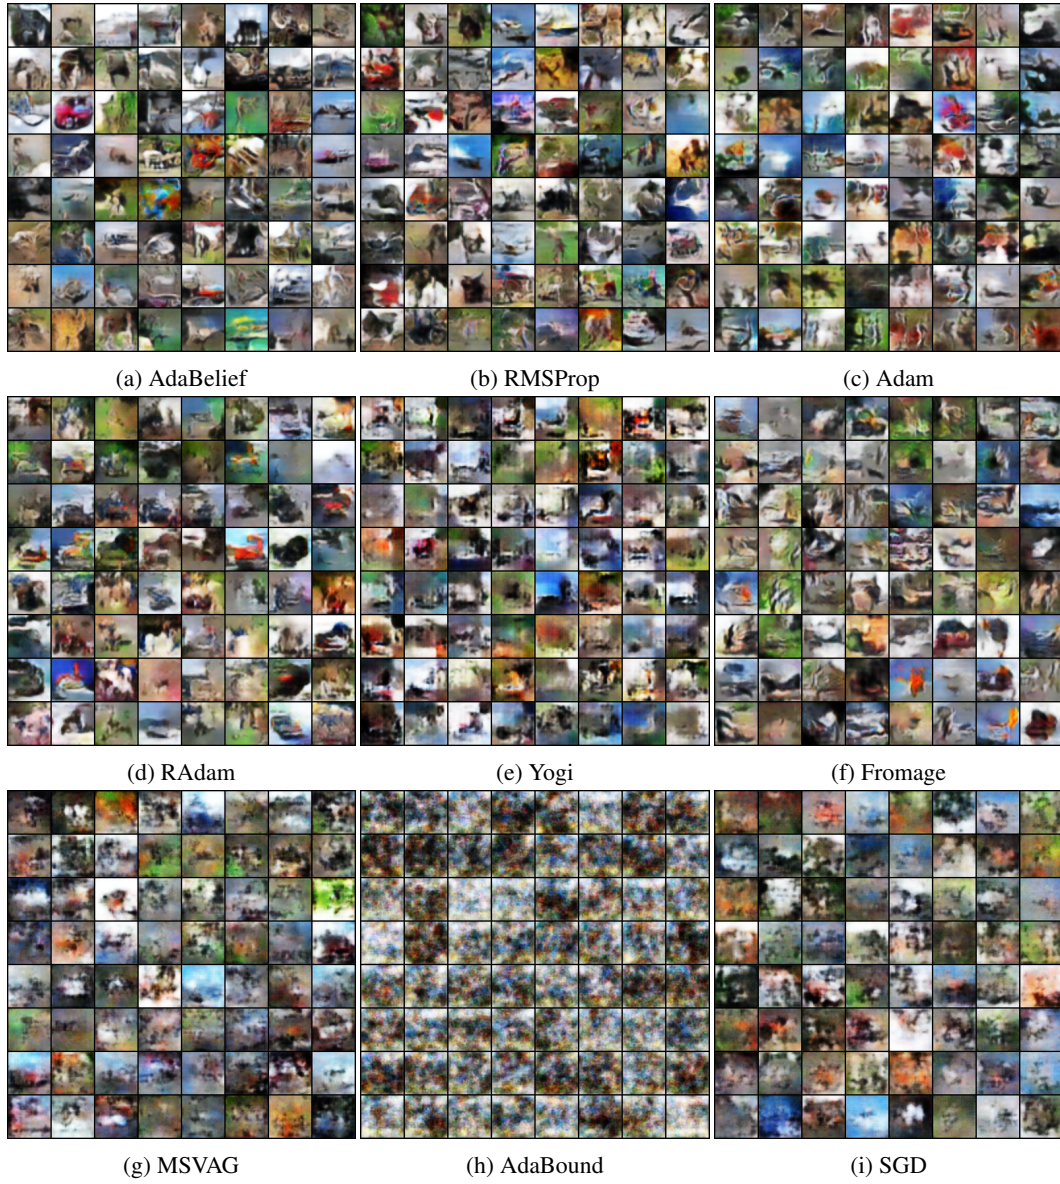 (a) AdaBelief
(b) RMSProp
(c) Adam
(d) RAdam
(e) Yogi
(f) Fromage
(g) MSVAG
(h) AdaBound
(i) SGD